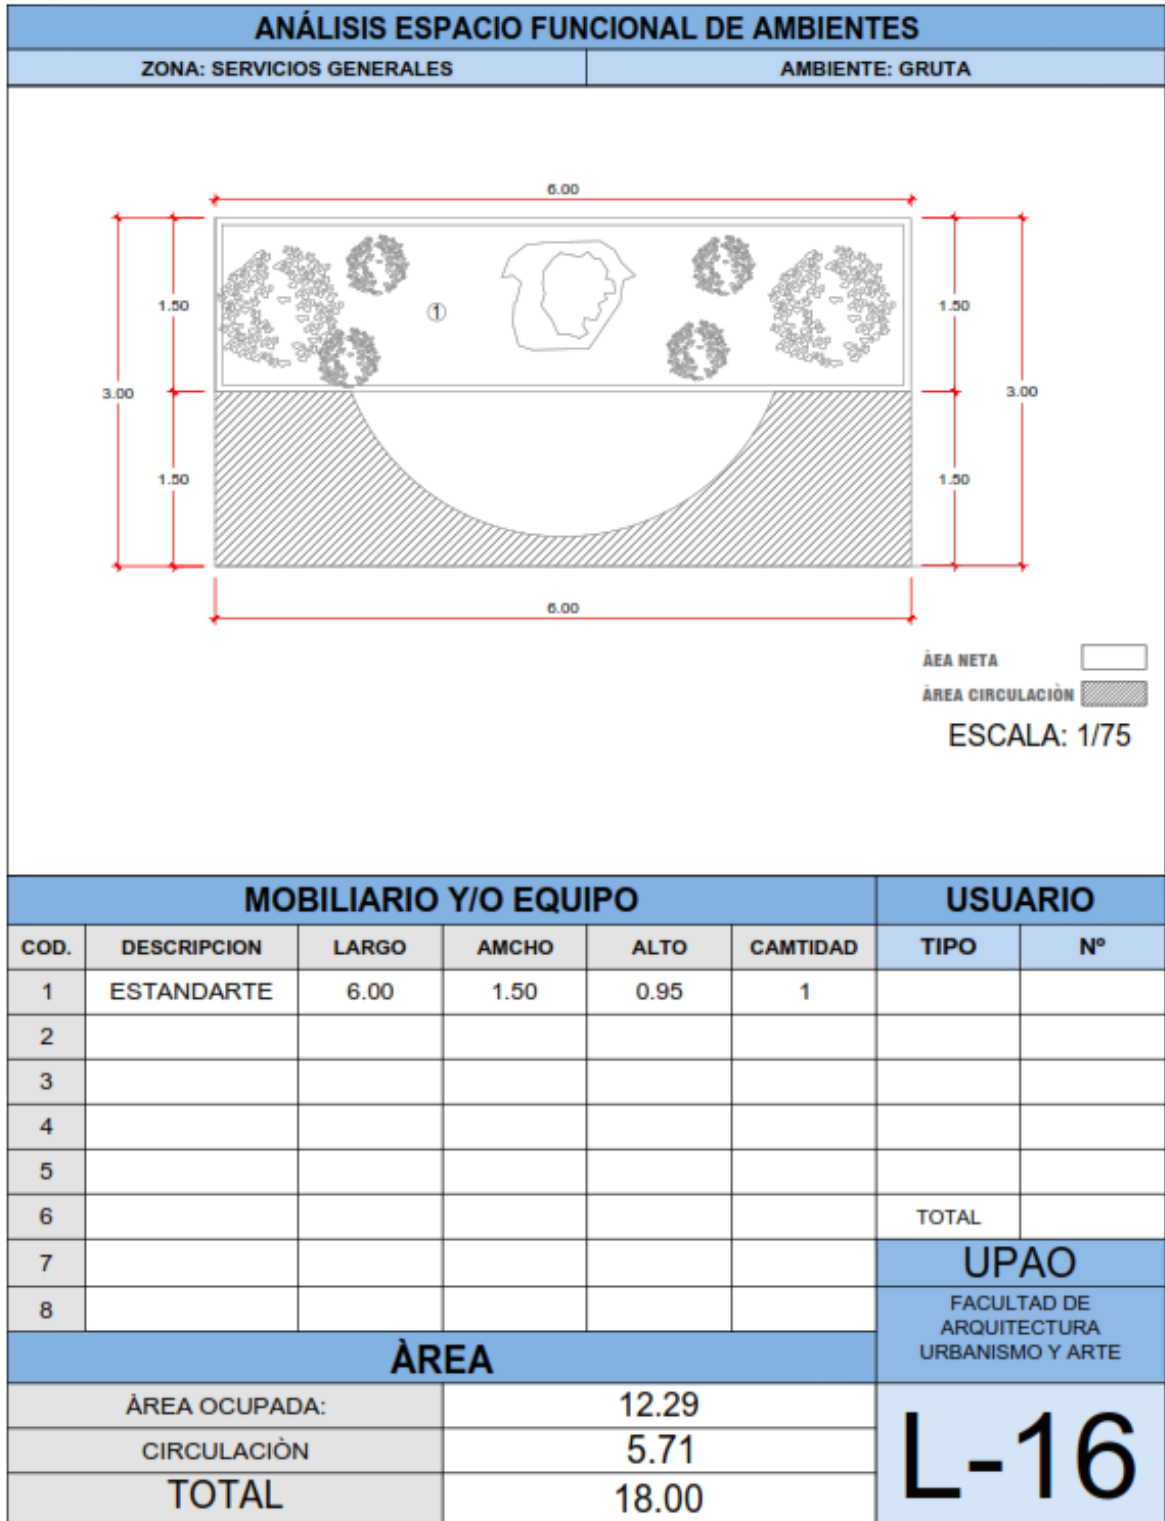 ANÁLISIS ESPACIO FUNCIONAL DE AMBIENTES
ZONA: SERVICIOS GENERALES AMBIENTE: GRUTA
6.00
1.50 1 1.50
3.00 3.00
1.50 1.50
6.00
ÀEA NETA
ÀREA CIRCULACIÒN
ESCALA: 1/75
MOBILIARIO Y/O EQUIPO USUARIO
COD. DESCRIPCION LARGO AMCHO ALTO CAMTIDAD TIPO Nº
1 ESTANDARTE 6.00 1.50 0.95 1
2
3
4
5
6 TOTAL
7 UPAO
8 FACULTAD DE
ARQUITECTURA
URBANISMO Y ARTE
ÀREA
ÀREA OCUPADA: 12.29
CIRCULACIÒN 5.71
TOTAL 18.00
L-16